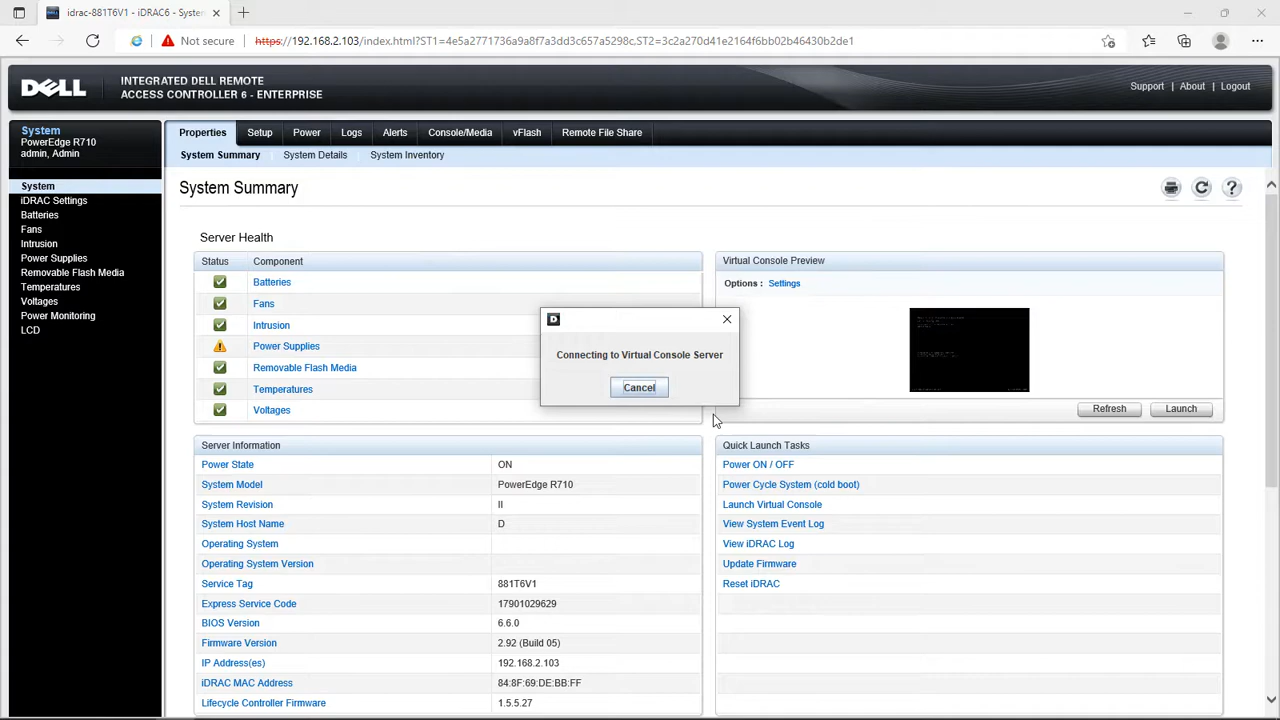 idrac-881T6V1 - iDRAC6 - System
Not secure
https://192.168.2.103/index.html?ST1=4e5a2771736a9a8f7a3dd3c657a5298c,ST2=3c2a270d41e2164f6bb02b46430b2de1
DELL
INTEGRATED DELL REMOTE
ACCESS CONTROLLER 6 - ENTERPRISE
Support | About | Logout
System
PowerEdge R710
admin, Admin
Properties Setup Power Logs Alerts Console/Media vFlash Remote File Share
System Summary System Details System Inventory
System
iDRAC Settings
Batteries
Fans
Intrusion
Power Supplies
Removable Flash Media
Temperatures
Voltages
Power Monitoring
LCD
System Summary
Server Health
Status Component
Batteries
Fans
Intrusion
Power Supplies
Removable Flash Media
Temperatures
Voltages
Virtual Console Preview
Options : Settings
Refresh Launch
D
Connecting to Virtual Console Server
Cancel
Server Information
Power State ON
System Model PowerEdge R710
System Revision II
System Host Name D
Operating System
Operating System Version
Service Tag 881T6V1
Express Service Code 17901029629
BIOS Version 6.6.0
Firmware Version 2.92 (Build 05)
IP Address(es) 192.168.2.103
iDRAC MAC Address 84:8F:69:DE:BB:FF
Lifecycle Controller Firmware 1.5.5.27
Quick Launch Tasks
Power ON / OFF
Power Cycle System (cold boot)
Launch Virtual Console
View System Event Log
View iDRAC Log
Update Firmware
Reset iDRAC